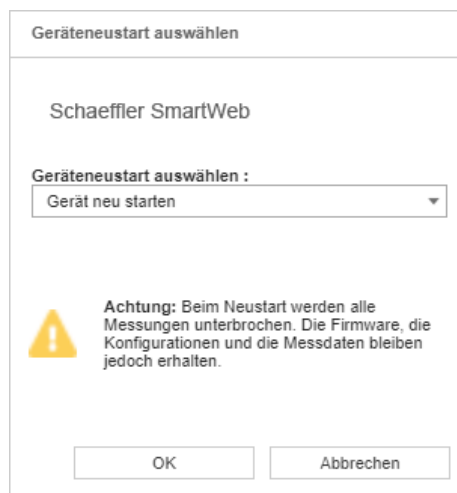 Geräteneustart auswählen
Schaeffler SmartWeb
Geräteneustart auswählen :
Gerät neu starten
Achtung: Beim Neustart werden alle
Messungen unterbrochen. Die Firmware, die
Konfigurationen und die Messdaten bleiben
jedoch erhalten.
OK
Abbrechen